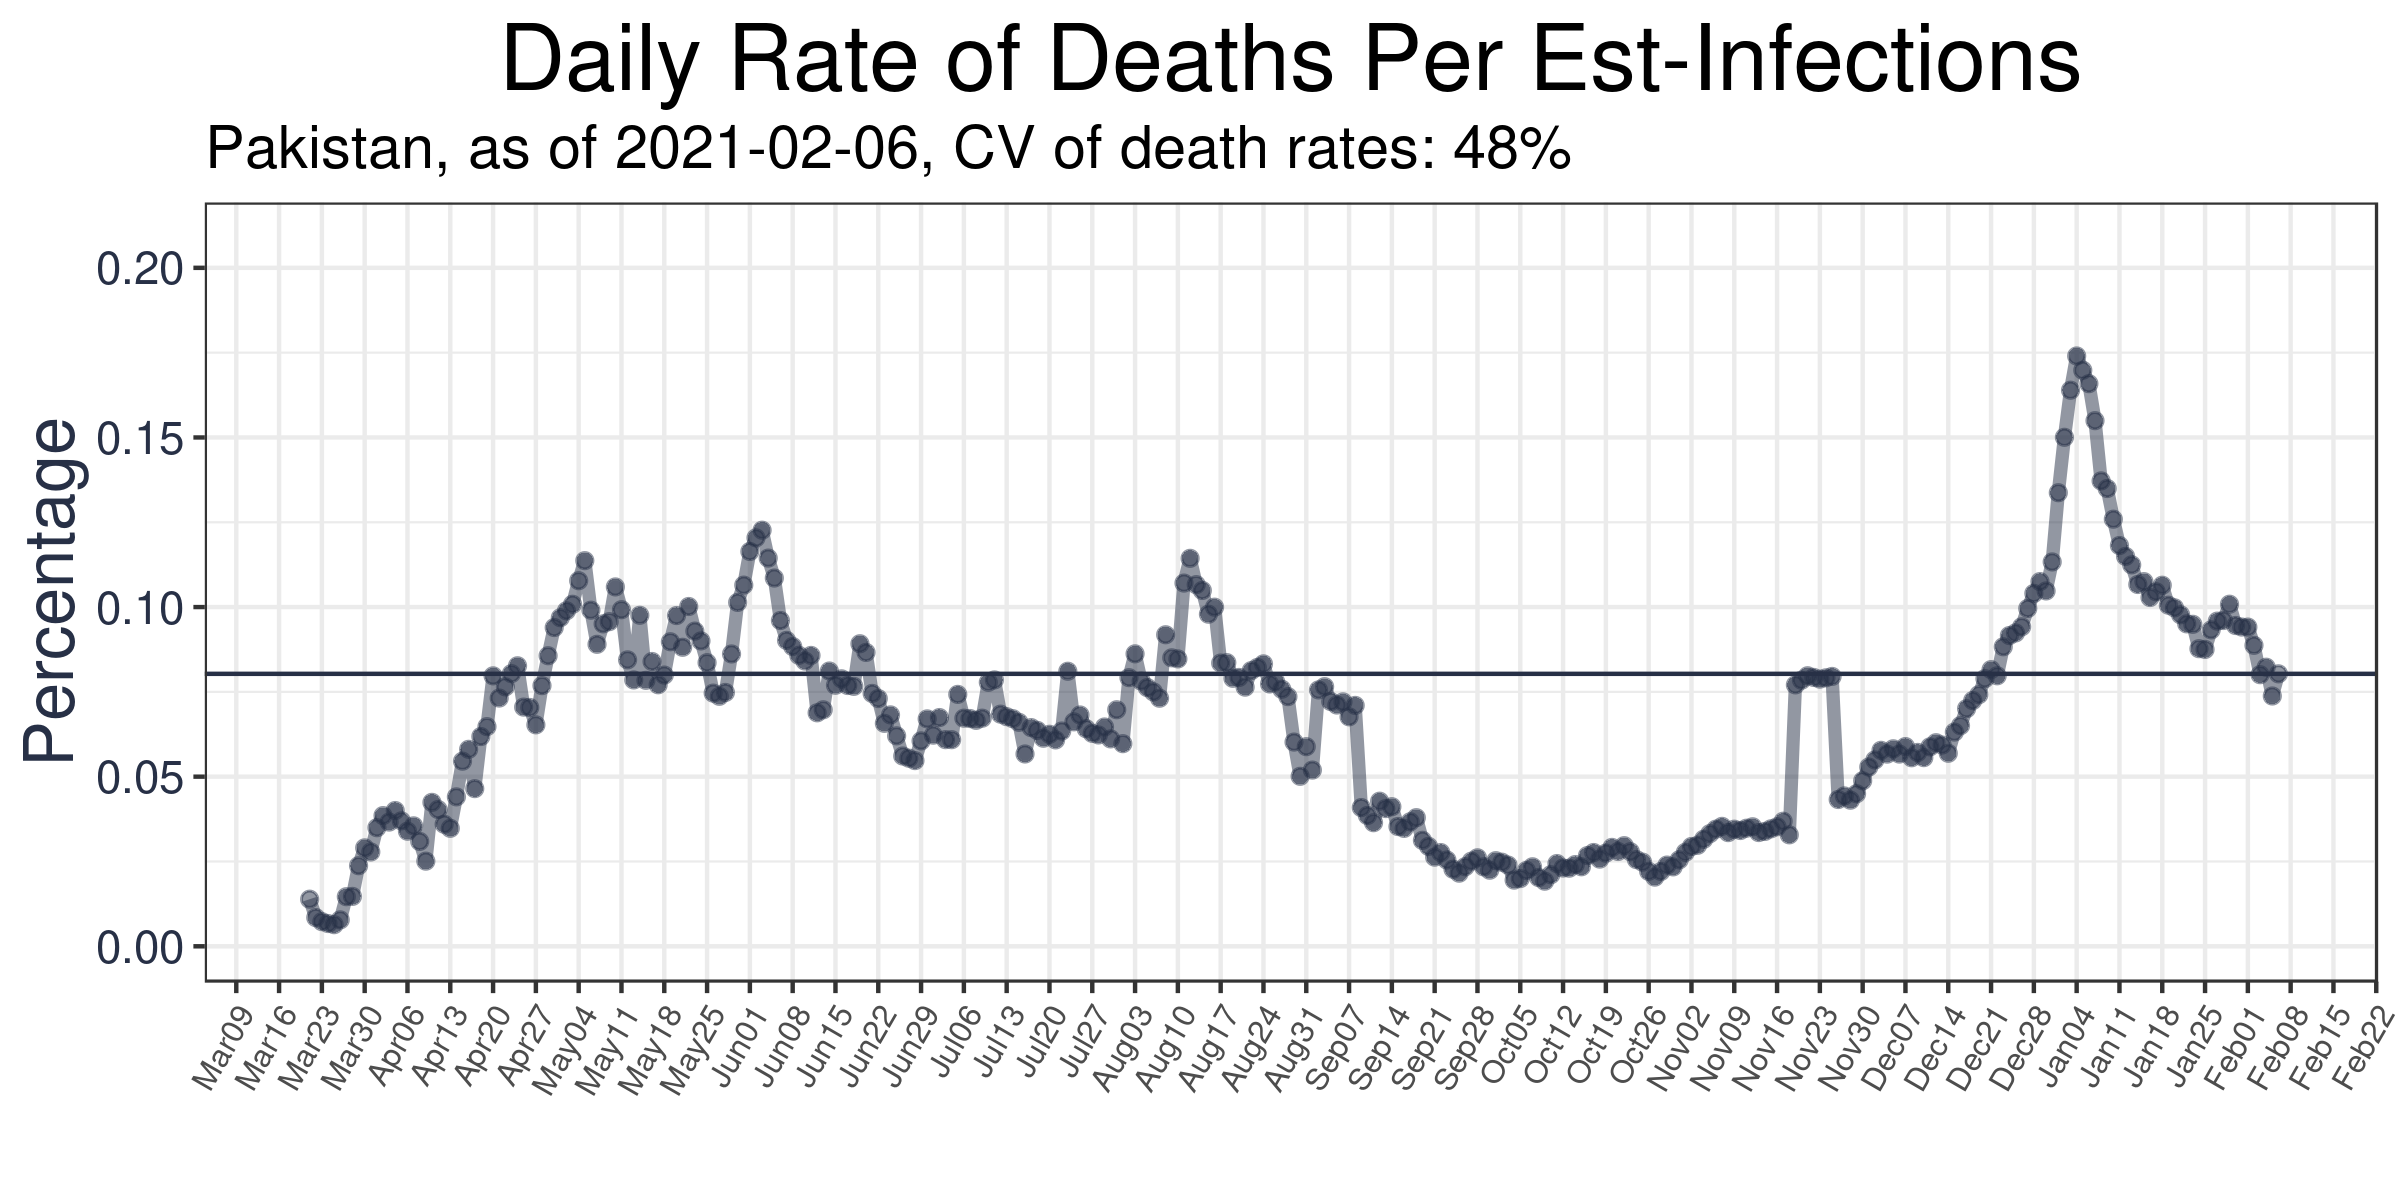 Daily Rate of Deaths Per Est-Infections
Pakistan, as of 2021-02-06, CV of death rates: 48%
Percentage
0.20
0.15
0.10
0.05
0.00
Mar09
Mar16
Mar23
Mar30
Apr06
Apr13
Apr20
Apr27
May04
May11
May18
May25
Jun01
Jun08
Jun15
Jun22
Jun29
Jul06
Jul13
Jul20
Jul27
Aug03
Aug10
Aug17
Aug24
Aug31
Sep07
Sep14
Sep21
Sep28
Oct05
Oct12
Oct19
Oct26
Nov02
Nov09
Nov16
Nov23
Nov30
Dec07
Dec14
Dec21
Dec28
Jan04
Jan11
Jan18
Jan25
Feb01
Feb08
Feb15
Feb22